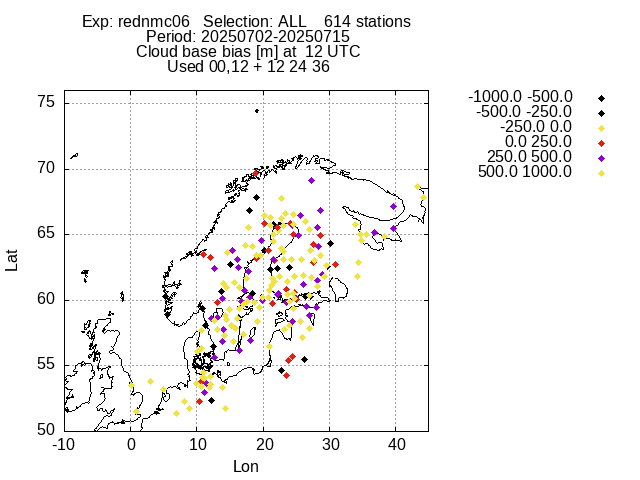 Exp: rednmc06   Selection: ALL    614 stations
Period: 20250702-20250715
Cloud base bias [m] at  12 UTC
Used 00,12 + 12 24 36
-1000.0 -500.0
-500.0 -250.0
-250.0 0.0
0.0 250.0
250.0 500.0
500.0 1000.0
75
70
65
60
55
50
Lat
-10 0 10 20 30 40
Lon